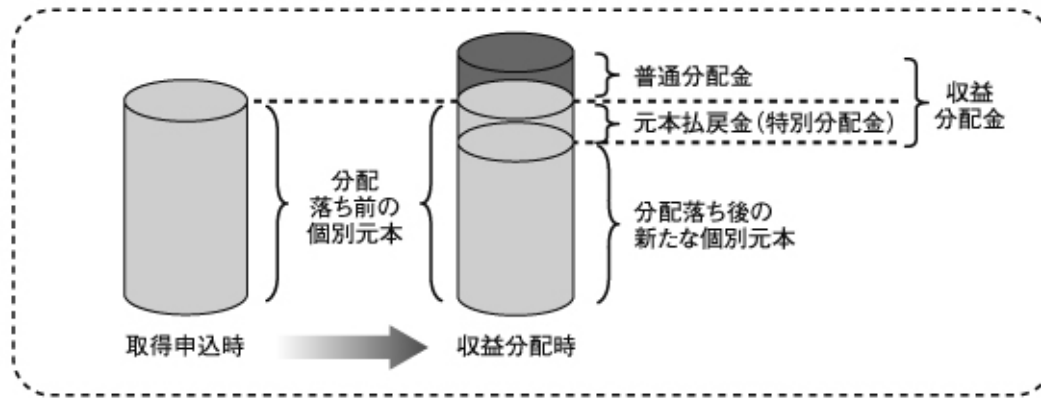 普通分配金
元本払戻金（特別分配金）
収益
分配金
分配
落ち前の
個別元本
分配落ち後の
新たな個別元本
取得申込時
収益分配時